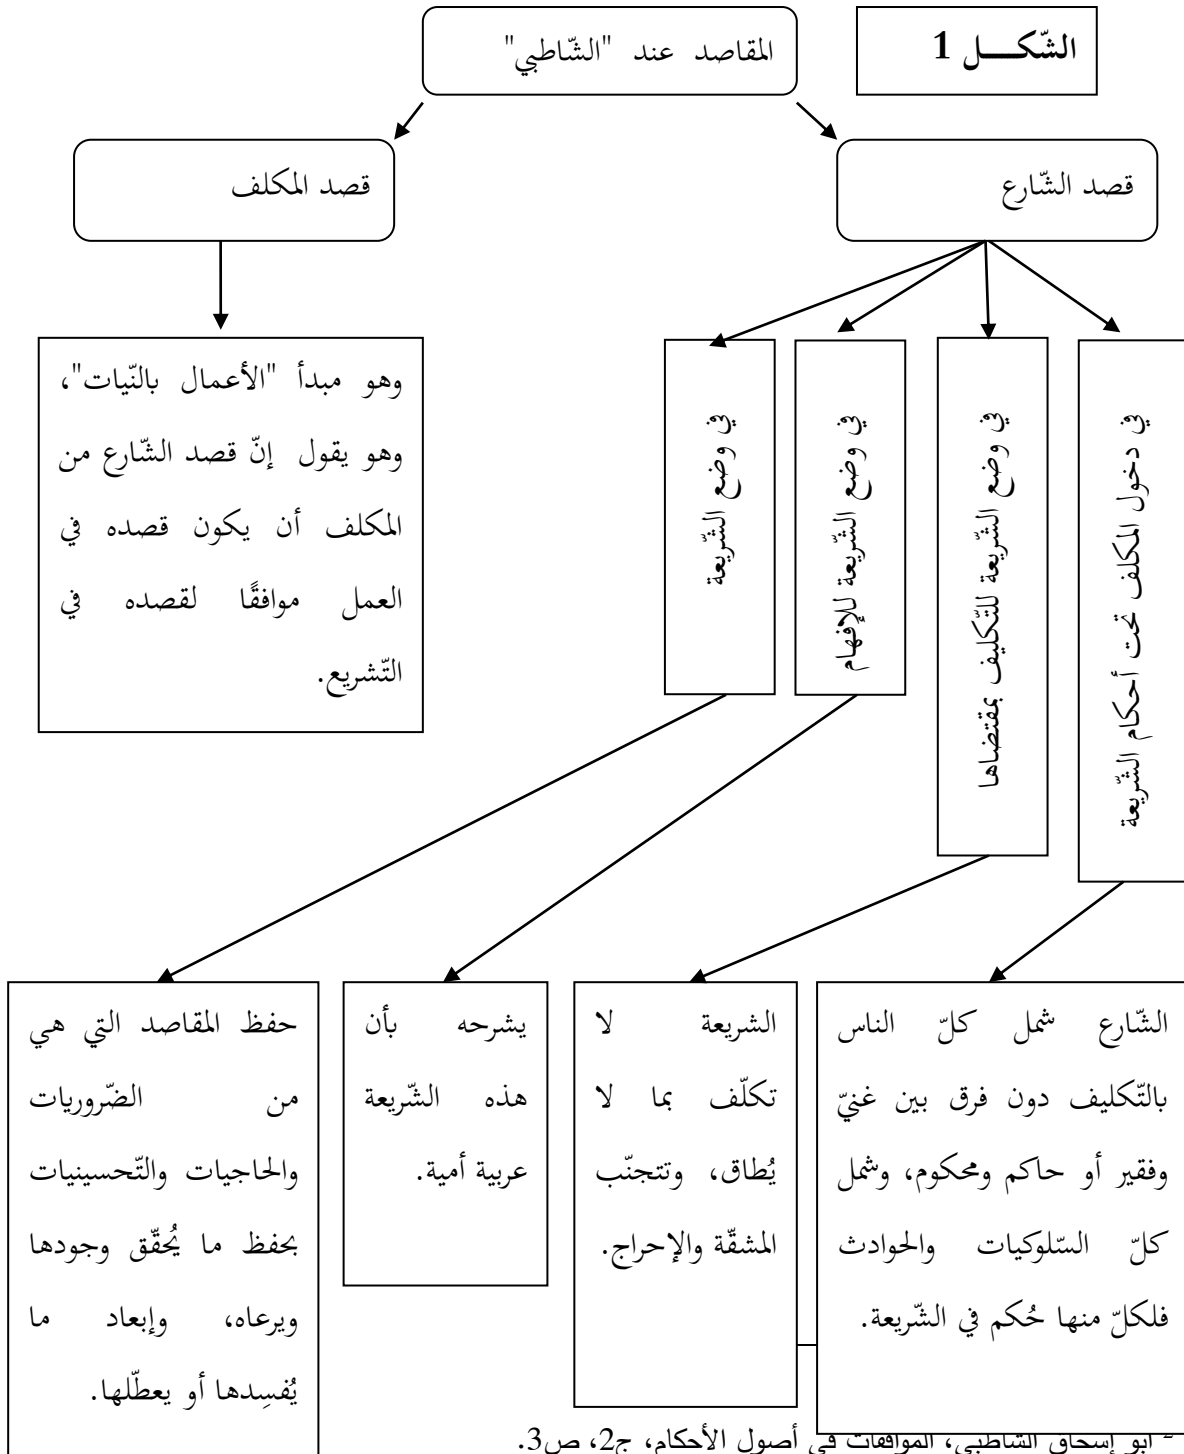 الشّكـــل 1
المقاصد عند "الشّاطبي"
قصد الشّارع
قصد المكلف
في دخول المكلف تحت أحكام الشّريعة
في وضع الشّريعة للتّكليف بمقتضاها
في وضع الشّريعة للإفهام
في وضع الشّريعة
وهو مبدأ "الأعمال بالنّيات"،
وهو يقول إنّ قصد الشّارع من
المكلف أن يكون قصده في
العمل موافقًا لقصده في
التّشريع.
الشّارع شمل كلّ الناس
بالتّكليف دون فرق بين غنيّ
وفقير أو حاكم ومحكوم، وشمل
كلّ السّلوكيات والحوادث
فلكلّ منها حُكم في الشّريعة.
الشريعة لا
تكلّف بما لا
يُطاق، وتتجنّب
المشقّة والإحراج.
يشرحه بأن
هذه الشّريعة
عربية أمية.
حفظ المقاصد التي هي
من الضّروريات
والحاجيات والتّحسينيات
بحفظ ما يُحقّق وجودها
ويرعاه، وإبعاد ما
يُفسِدها أو يعطّلها.
أبو إسحاق الشاطبي، الموافقات في أصول الأحكام، ج2، ص3.